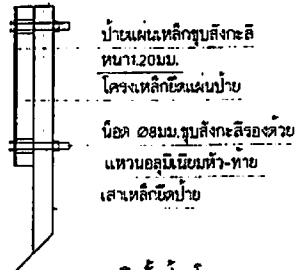 ป้ายแผ่นเหล็กชุบสังกะสี
หนา1.20มม.
โครงเหล็กยึดแผ่นป้าย
น็อต Ø8มม.ชุบสังกะสีรองด้วย
แหวนอลูมิเนียมหัว-ท้าย
เสาเหล็กยึดป้าย